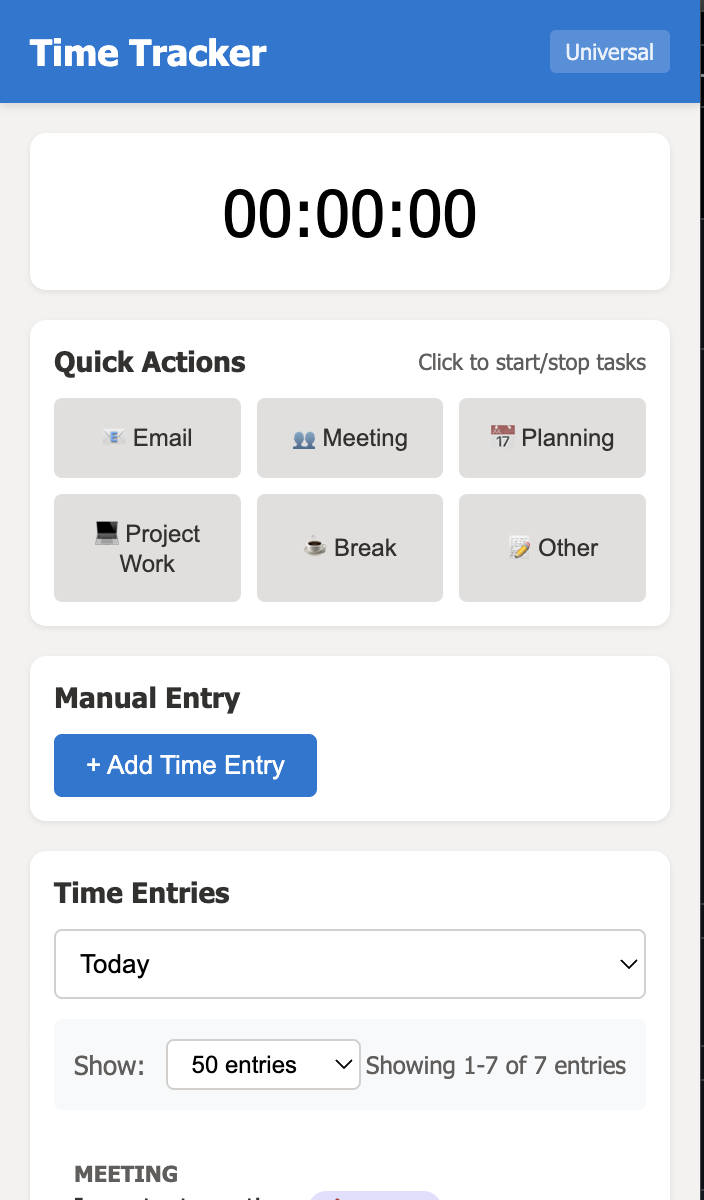 Time Tracker
Universal
00:00:00
Quick Actions
Click to start/stop tasks
Email
Meeting
17
Planning
Project
Work
Break
Other
Manual Entry
+ Add Time Entry
Time Entries
Today
Show:
50 entries
Showing 1-7 of 7 entries
MEETING